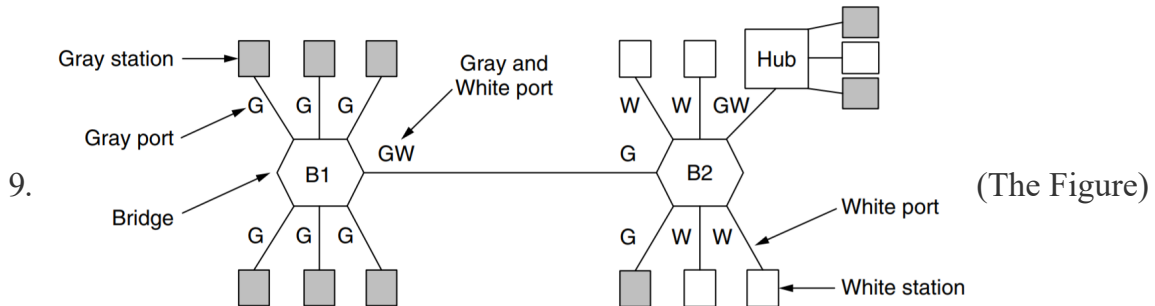 Gray station
Gray port
Bridge
G G G
B1
G G G
GW
Gray and
White port
W W GW
G
B2
G W W
Hub
White port
White station
9.
(The Figure)